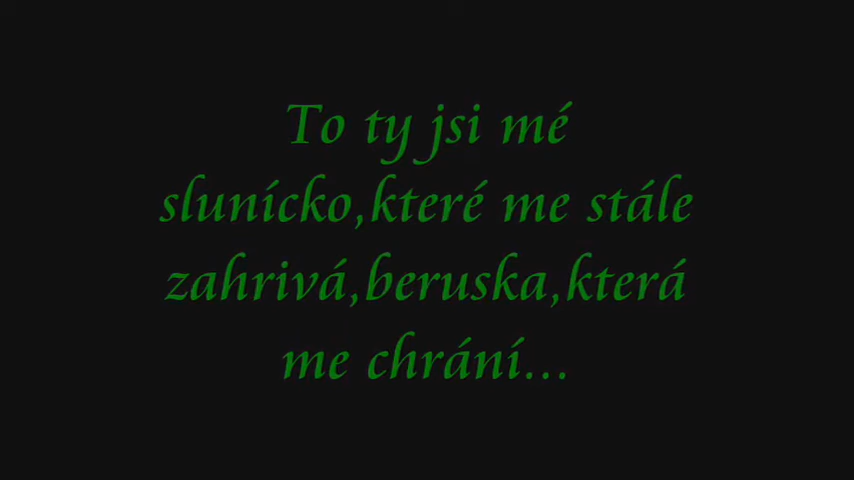 To ty jsi mé
slunícko,které me stále
zahrivá,beruska,která
me chrání...